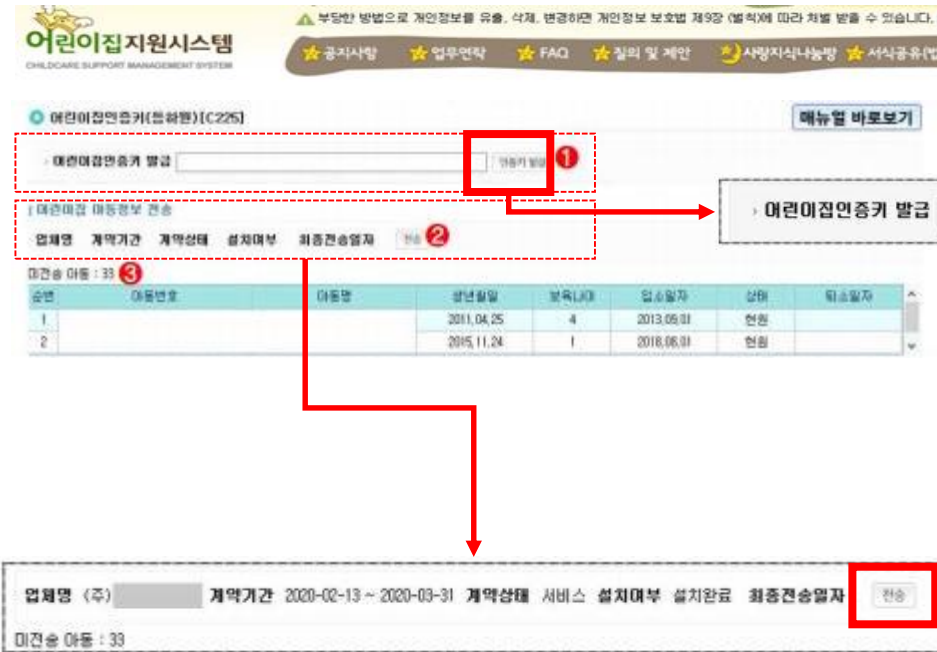 부당한 방법으로 개인정보를 유출, 삭제, 변경하면 개인정보 보호법 제9장 (벌칙)에 따라 처벌 받을 수 있습니다.
어린이집지원시스템
CHILDCARE SUPPORT MANAGEMENT SYSTEM
공지사항 업무연락 FAQ 질의 및 제안 사랑지식나눔방 서식공유(법
어린이집인증키(등하원)[C225] 매뉴얼 바로보기
어린이집인증키 발급 인증키 발급 1
어린이집인증키 발급
어린이집 아동정보 전송
업체명 계약기간 계약상태 설치여부 최종전송일자 전송 2
미전송 아동 : 33 3
순번 아동번호 아동명 생년월일 보육나이 입소일자 상태 퇴소일자
1 2011.04.25 4 2013.05.01 현원
2 2015.11.24 1 2018.08.01 현원
업체명 (주) 계약기간 2020-02-13 ~ 2020-03-31 계약상태 서비스 설치여부 설치완료 최종전송일자 전송
미전송 아동 : 33